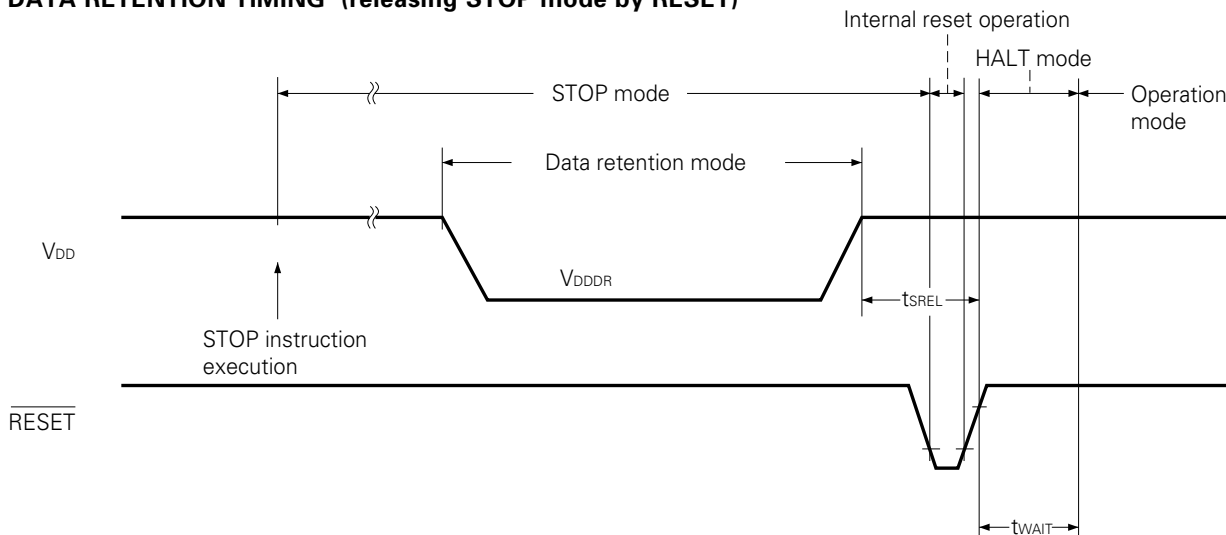 DATA RETENTION TIMING (releasing STOP mode by RESET)
Internal reset operation
HALT mode
STOP mode
Operation
mode
Data retention mode
VDD
VDDDR
tSREL
STOP instruction
execution
RESET
tWAIT